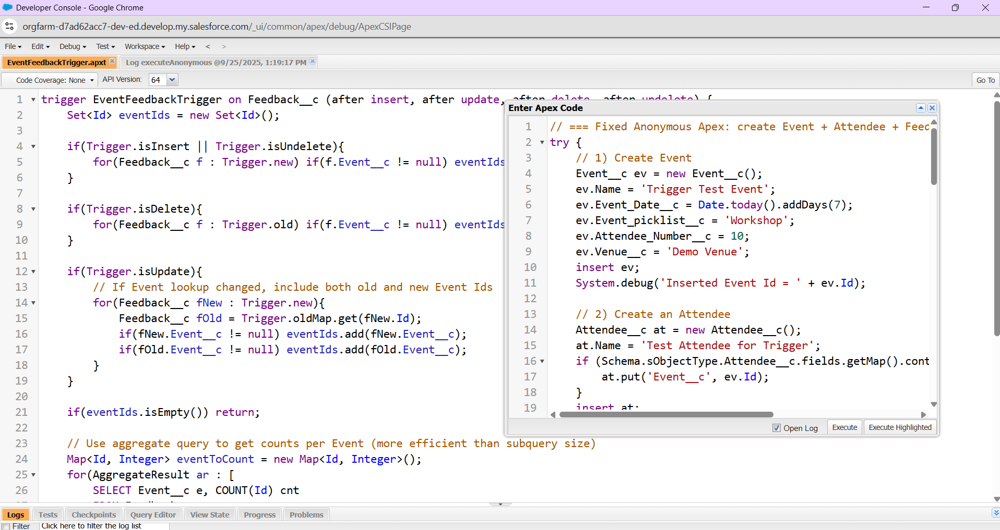 Developer Console - Google Chrome
orgfarm-d7ad62acc7-dev-ed.develop.my.salesforce.com/_ui/common/apex/debug/ApexCSIPage
File Edit Debug Test Workspace Help < >
EventFeedbackTrigger.apxt Log executeAnonymous @9/25/2025, 1:19:17 PM
Code Coverage: None API Version: 64 Go To
1 trigger EventFeedbackTrigger on Feedback__c (after insert, after update, after delete, after undelete) {
2 Set<Id> eventIds = new Set<Id>();
3
4 if(Trigger.isInsert || Trigger.isUndelete){
5 for(Feedback__c f : Trigger.new) if(f.Event__c != null) eventIds
6 }
7
8 if(Trigger.isDelete){
9 for(Feedback__c f : Trigger.old) if(f.Event__c != null) eventIds
10 }
11
12 if(Trigger.isUpdate){
13 // If Event lookup changed, include both old and new Event Ids
14 for(Feedback__c fNew : Trigger.new){
15 Feedback__c fOld = Trigger.oldMap.get(fNew.Id);
16 if(fNew.Event__c != null) eventIds.add(fNew.Event__c);
17 if(fOld.Event__c != null) eventIds.add(fOld.Event__c);
18 }
19 }
20
21 if(eventIds.isEmpty()) return;
22
23 // Use aggregate query to get counts per Event (more efficient than subquery size)
24 Map<Id, Integer> eventToCount = new Map<Id, Integer>();
25 for(AggregateResult ar : [
26 SELECT Event__c e, COUNT(Id) cnt
Enter Apex Code
1 // === Fixed Anonymous Apex: create Event + Attendee + Feed
2 try {
3 // 1) Create Event
4 Event__c ev = new Event__c();
5 ev.Name = 'Trigger Test Event';
6 ev.Event_Date__c = Date.today().addDays(7);
7 ev.Event_picklist__c = 'Workshop';
8 ev.Attendee_Number__c = 10;
9 ev.Venue__c = 'Demo Venue';
10 insert ev;
11 System.debug('Inserted Event Id = ' + ev.Id);
12
13 // 2) Create an Attendee
14 Attendee__c at = new Attendee__c();
15 at.Name = 'Test Attendee for Trigger';
16 if (Schema.sObjectType.Attendee__c.fields.getMap().cont
17 at.put('Event__c', ev.Id);
18 }
19 insert at;
Open Log Execute Execute Highlighted
Logs Tests Checkpoints Query Editor View State Progress Problems
Filter Click here to filter the log list